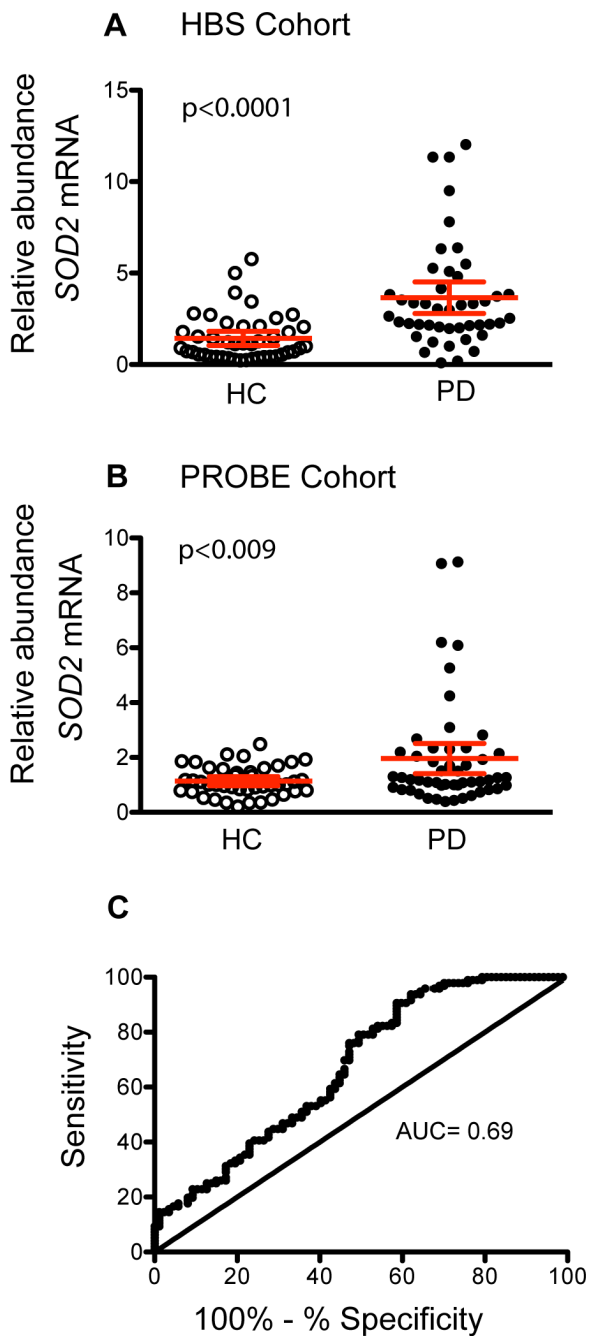 A HBS Cohort
Relative abundance
SOD2 mRNA
15
10
5
0
p<0.0001
HC PD
B PROBE Cohort
Relative abundance
SOD2 mRNA
10
8
6
4
2
0
p<0.009
HC PD
C
Sensitivity
100
80
60
40
20
0
AUC= 0.69
0 20 40 60 80 100
100% - % Specificity